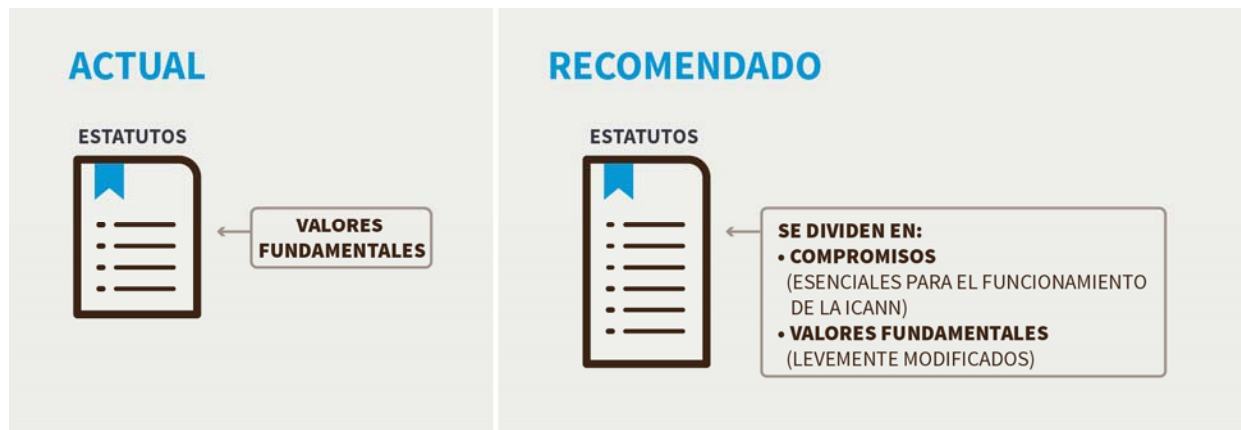 ACTUAL
ESTATUTOS
VALORES
FUNDAMENTALES
RECOMENDADO
ESTATUTOS
SE DIVIDEN EN:
• COMPROMISOS
(ESENCIALES PARA EL FUNCIONAMIENTO
DE LA ICANN)
• VALORES FUNDAMENTALES
(LEVEMENTE MODIFICADOS)